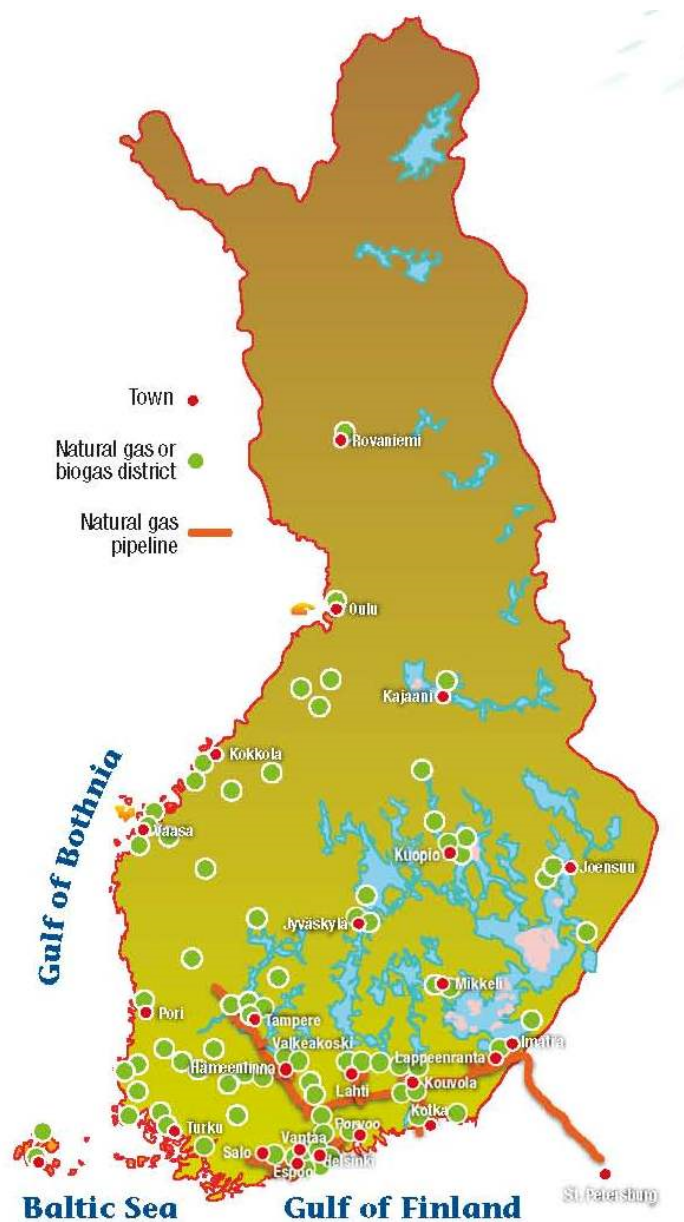 Town
Natural gas or
biogas district
Natural gas
pipeline
Rovaniemi
Oulu
Kajaani
Kokkola
Gulf of Bothnia
Vaasa
Kuopio
Joensuu
Jyväskylä
Mikkeli
Pori
Tampere
Valkeakoski
Imatra
Lappeenranta
Hämeentinna
Lahti
Kouvola
Kotka
Turku
Porvoo
Vantaa
Salo
Helsinki
Espoo
St. Petersburg
Baltic Sea
Gulf of Finland